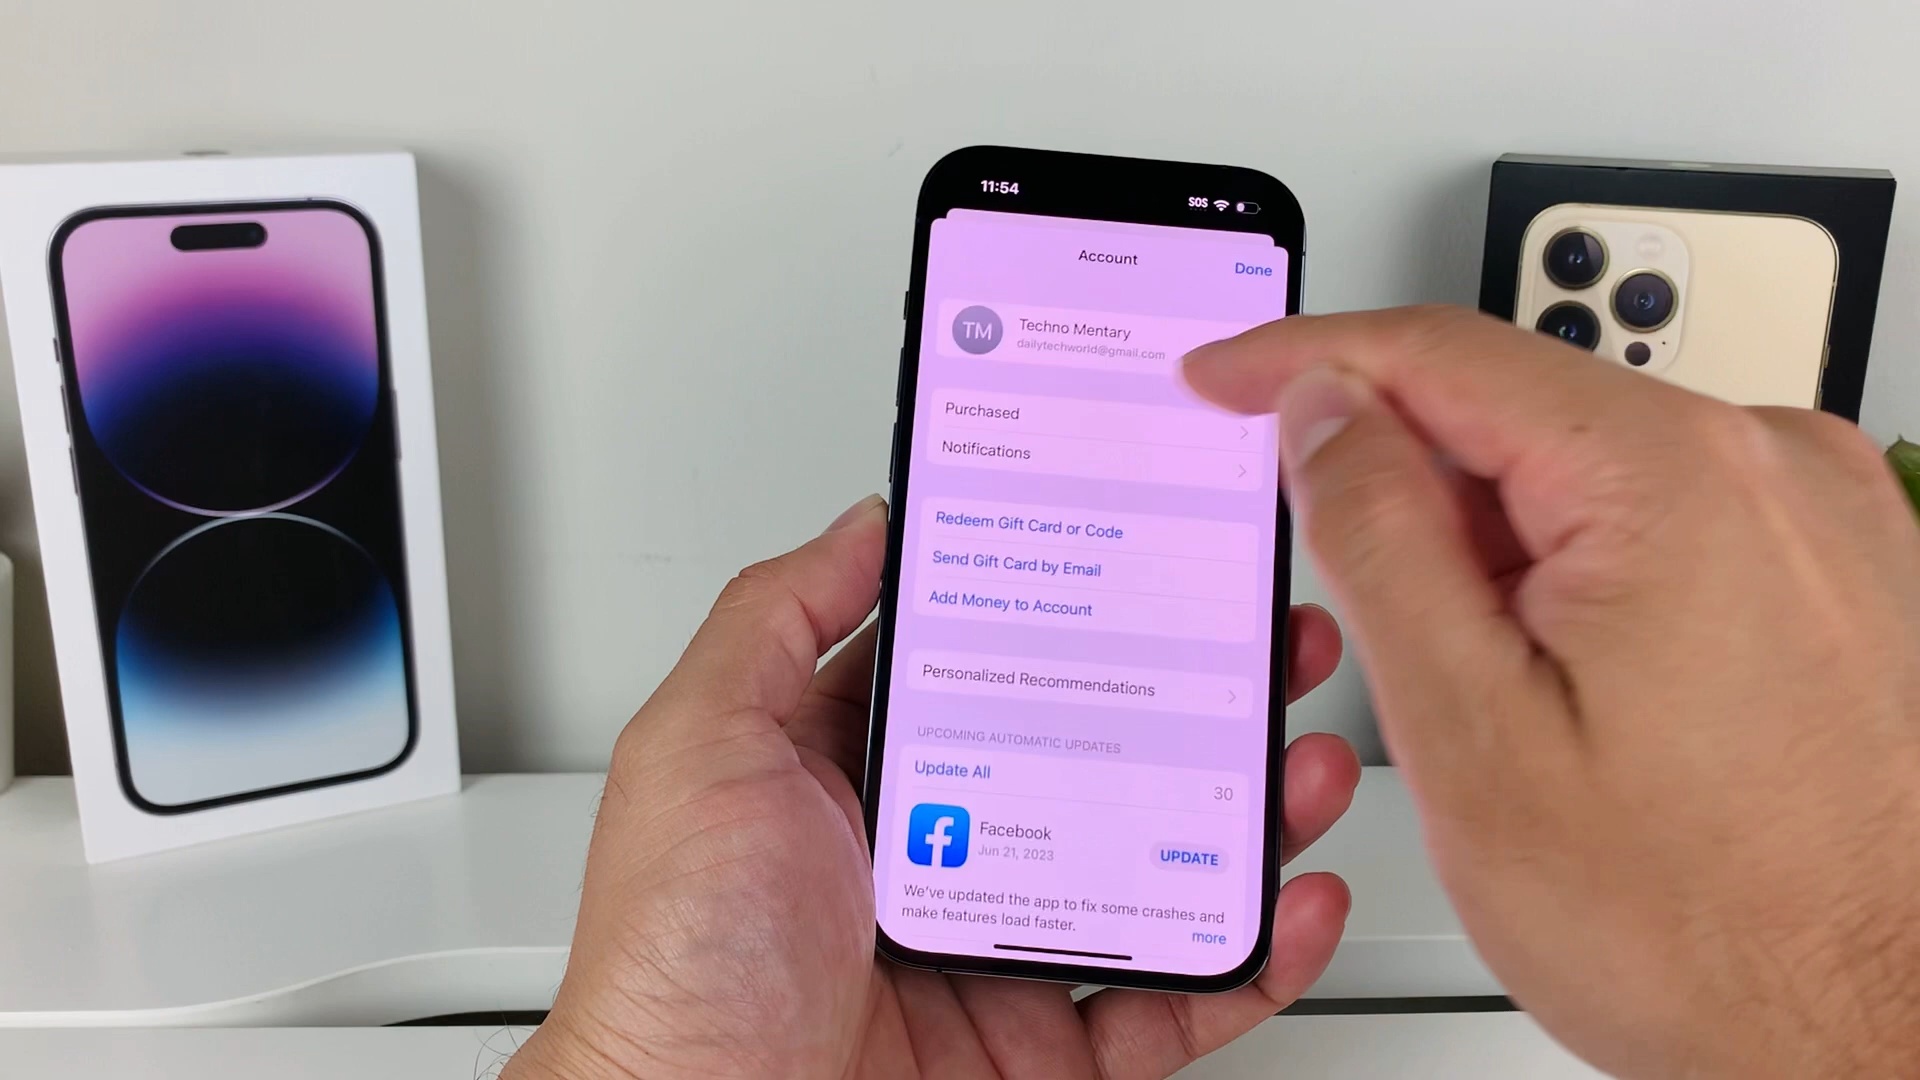 11:54
SOS
Account
Done
TM
Techno Mentary
dailytechworld@gmail.com
Purchased
Notifications
Redeem Gift Card or Code
Send Gift Card by Email
Add Money to Account
Personalized Recommendations
UPCOMING AUTOMATIC UPDATES
Update All
30
Facebook
Jun 21, 2023
UPDATE
We've updated the app to fix some crashes and
make features load faster.
more